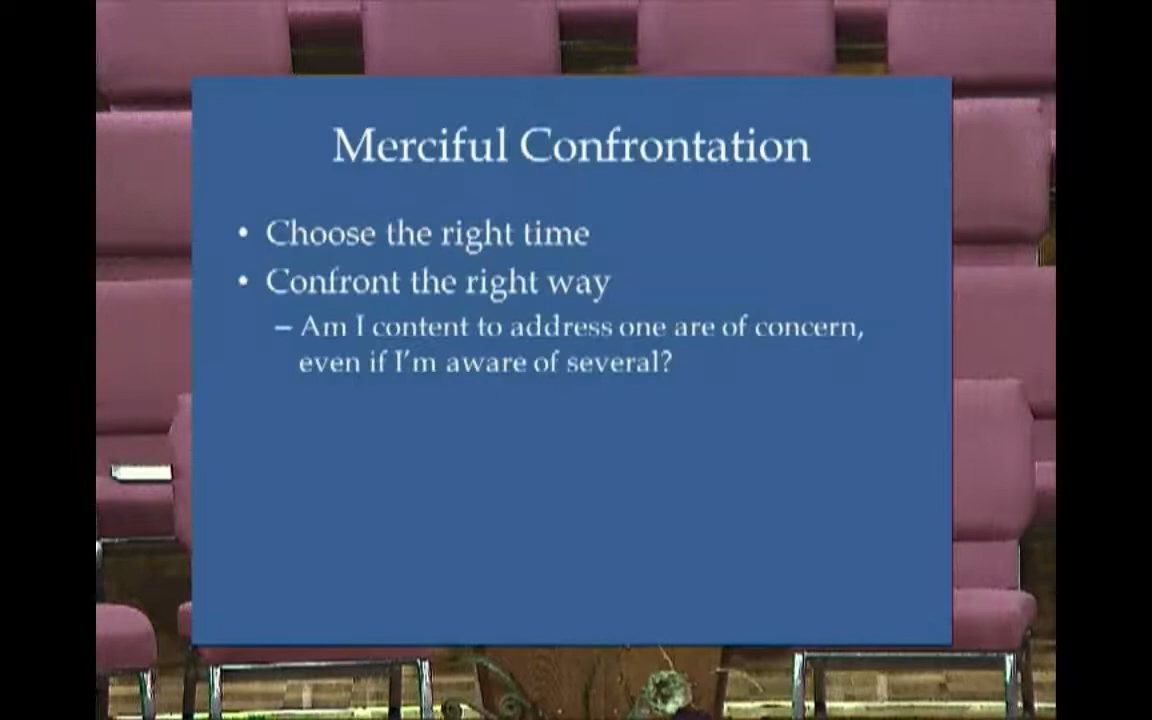 Merciful Confrontation
• Choose the right time
• Confront the right way
– Am I content to address one are of concern,
even if I'm aware of several?